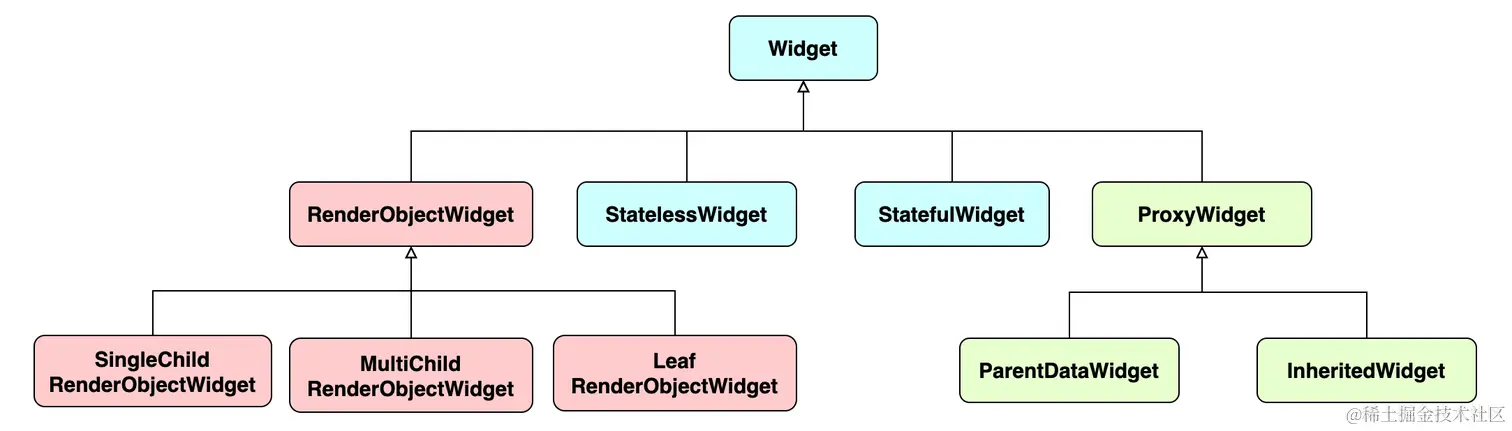 Widget
RenderObjectWidget
StatelessWidget
StatefulWidget
ProxyWidget
SingleChild
RenderObjectWidget
MultiChild
RenderObjectWidget
Leaf
RenderObjectWidget
ParentDataWidget
InheritedWidget
@稀土掘金技术社区